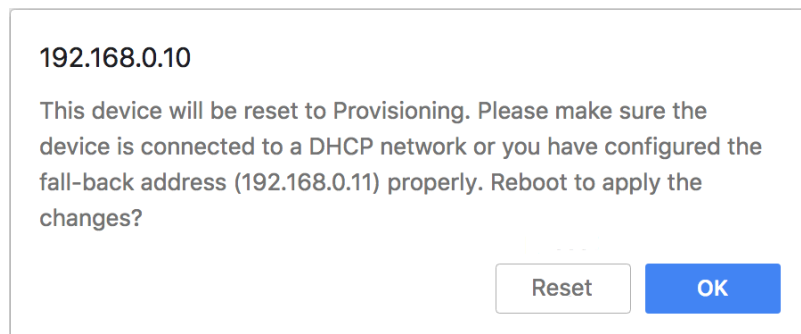 192.168.0.10
This device will be reset to Provisioning. Please make sure the
device is connected to a DHCP network or you have configured the
fall-back address (192.168.0.11) properly. Reboot to apply the
changes?
Reset OK